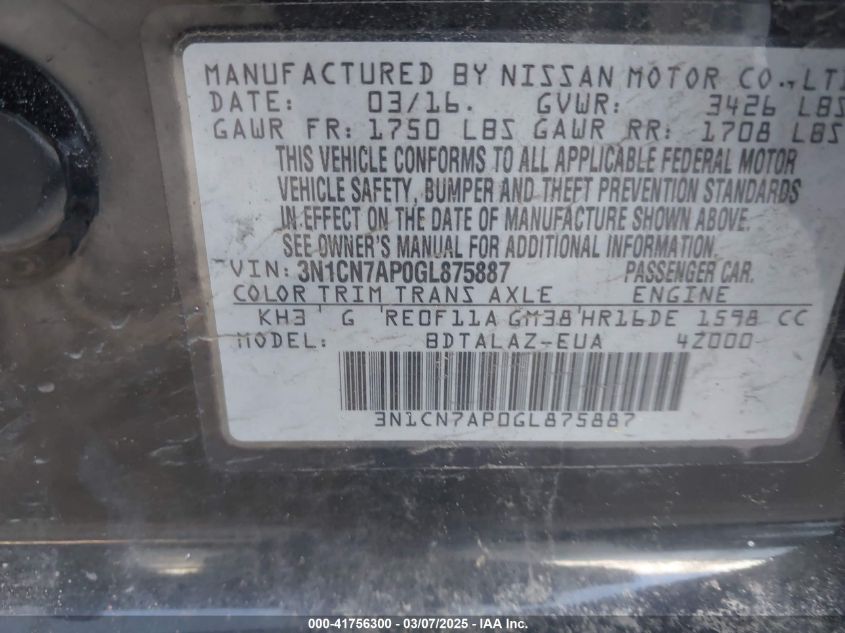 MANUFACTURED BY NISSAN MOTOR CO., LT
DATE: 03/16. GVWR: 3426 LBS
GAWR FR: 1750 LBS GAWR RR: 1708 LBS
THIS VEHICLE CONFORMS TO ALL APPLICABLE FEDERAL MOTOR
VEHICLE SAFETY, BUMPER AND THEFT PREVENTION STANDARDS
IN EFFECT ON THE DATE OF MANUFACTURE SHOWN ABOVE.
SEE OWNER'S MANUAL FOR ADDITIONAL INFORMATION.
VIN: 3N1CN7AP0GL875887 PASSENGER CAR.
COLOR TRIM TRANS AXLE ENGINE
KH3 G RE0F11A GM38 HR16DE 1598 CC
MODEL: BDTALAZ-EUA 4Z000
3N1CN7AP0GL875887
000-41756300 - 03/07/2025 - IAA Inc.